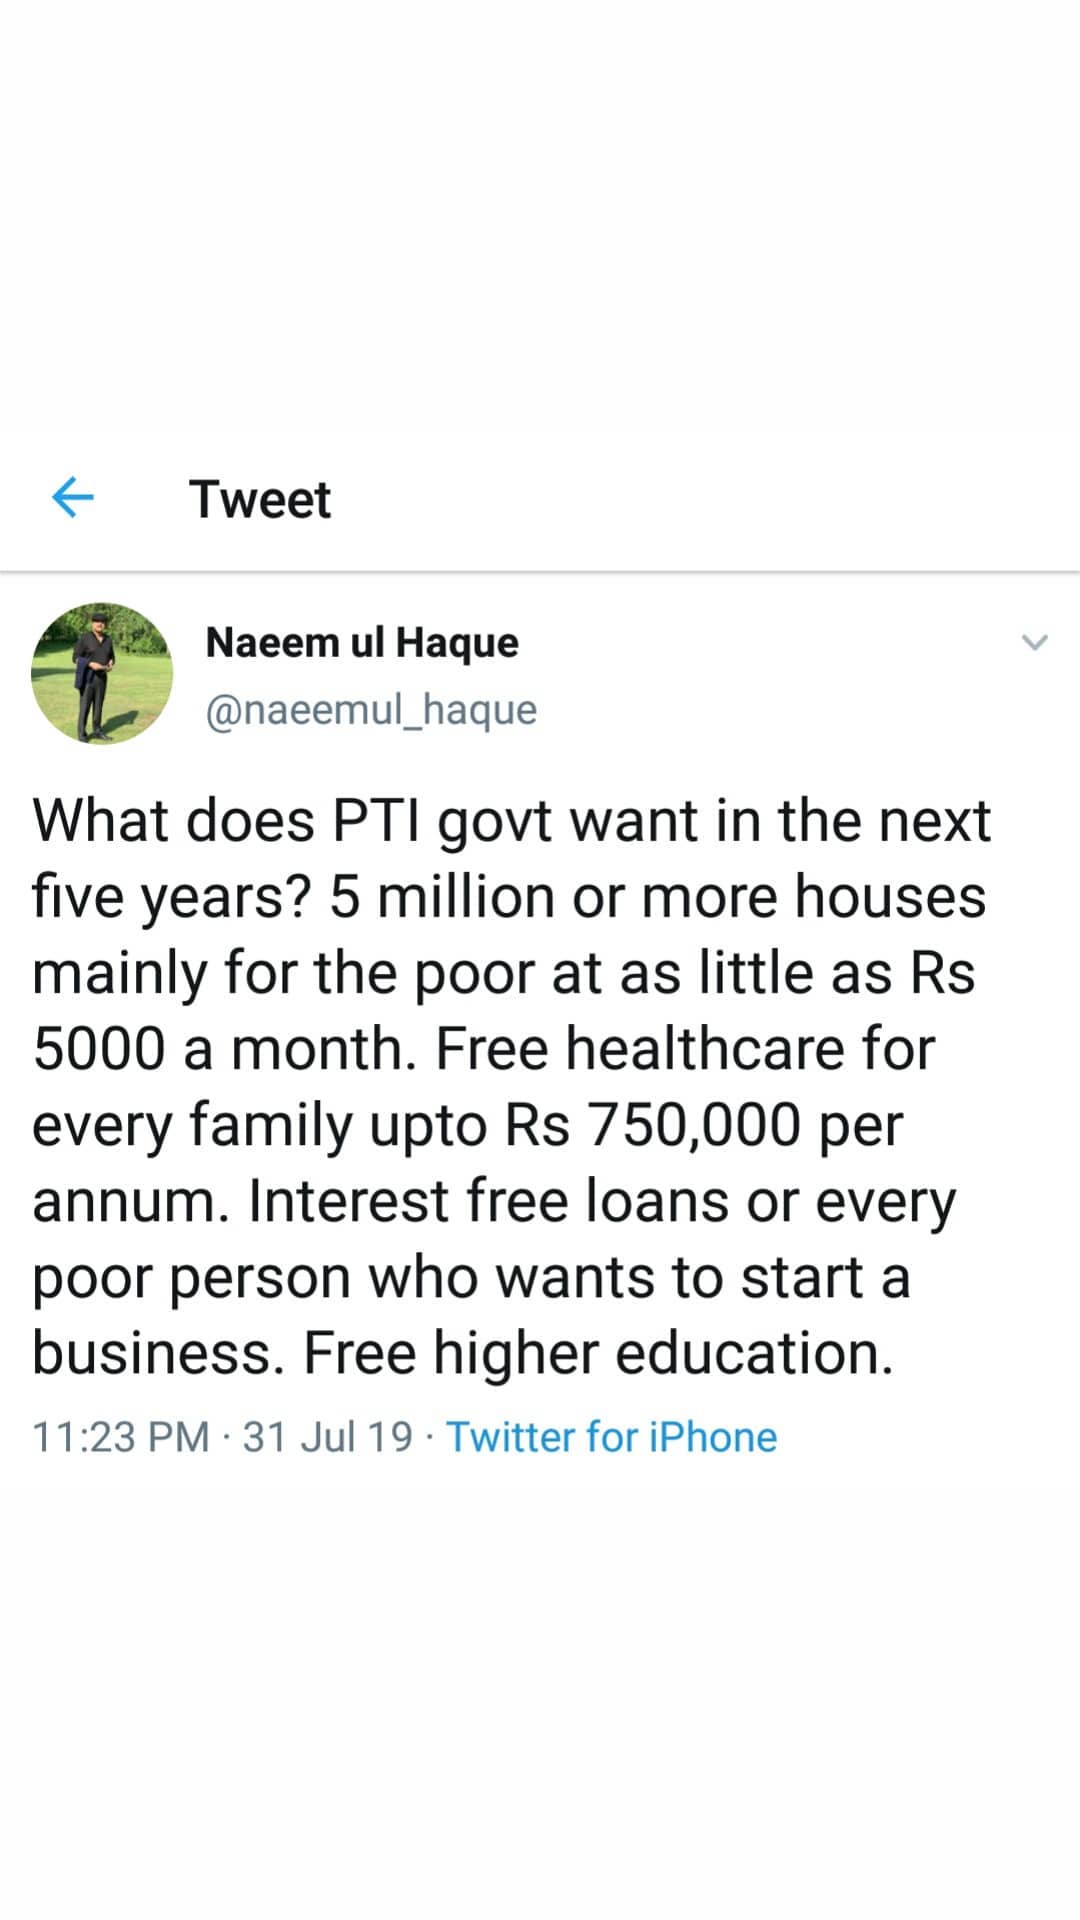 Tweet
Naeem ul Haque
@naeemul_haque
What does PTI govt want in the next
five years? 5 million or more houses
mainly for the poor at as little as Rs
5000 a month. Free healthcare for
every family upto Rs 750,000 per
annum. Interest free loans or every
poor person who wants to start a
business. Free higher education.
11:23 PM · 31 Jul 19 · Twitter for iPhone